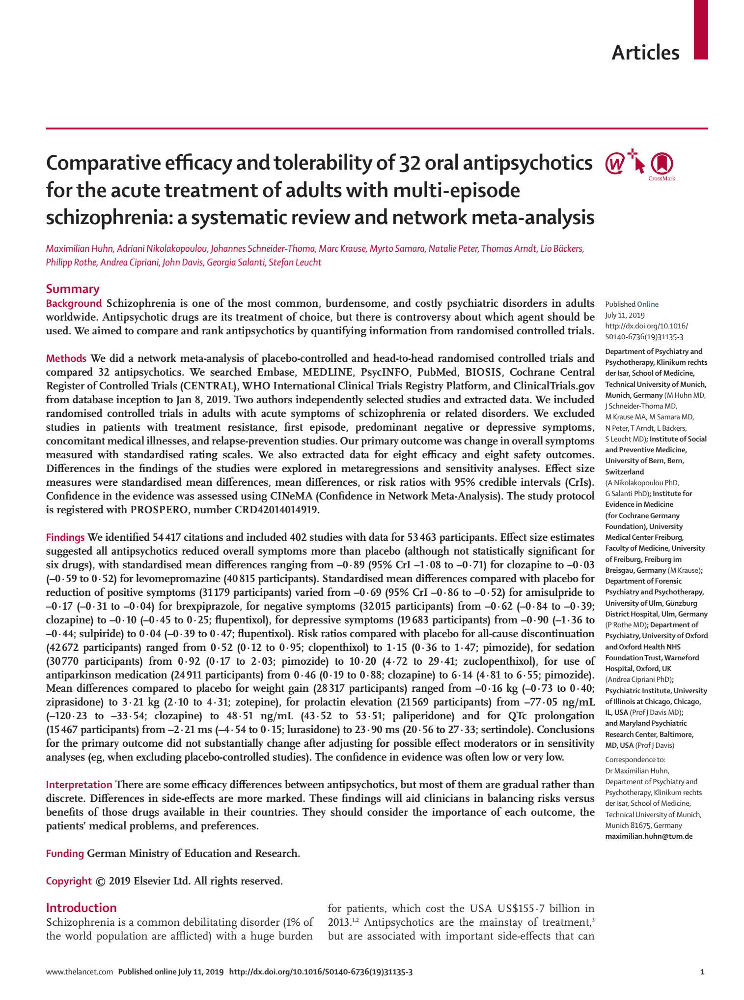 Articles
Comparative efficacy and tolerability of 32 oral antipsychotics
for the acute treatment of adults with multi-episode
schizophrenia: a systematic review and network meta-analysis
W
CrossMark
Maximilian Huhn, Adriani Nikolakopoulou, Johannes Schneider-Thoma, Marc Krause, Myrto Samara, Natalie Peter, Thomas Arndt, Lio Bäckers,
Philipp Rothe, Andrea Cipriani, John Davis, Georgia Salanti, Stefan Leucht
Summary
Background Schizophrenia is one of the most common, burdensome, and costly psychiatric disorders in adults
worldwide. Antipsychotic drugs are its treatment of choice, but there is controversy about which agent should be
used. We aimed to compare and rank antipsychotics by quantifying information from randomised controlled trials.
Methods We did a network meta-analysis of placebo-controlled and head-to-head randomised controlled trials and
compared 32 antipsychotics. We searched Embase, MEDLINE, PsycINFO, PubMed, BIOSIS, Cochrane Central
Register of Controlled Trials (CENTRAL), WHO International Clinical Trials Registry Platform, and ClinicalTrials.gov
from database inception to Jan 8, 2019. Two authors independently selected studies and extracted data. We included
randomised controlled trials in adults with acute symptoms of schizophrenia or related disorders. We excluded
studies in patients with treatment resistance, first episode, predominant negative or depressive symptoms,
concomitant medical illnesses, and relapse-prevention studies. Our primary outcome was change in overall symptoms
measured with standardised rating scales. We also extracted data for eight efficacy and eight safety outcomes.
Differences in the findings of the studies were explored in metaregressions and sensitivity analyses. Effect size
measures were standardised mean differences, mean differences, or risk ratios with 95% credible intervals (CrIs).
Confidence in the evidence was assessed using CINeMA (Confidence in Network Meta-Analysis). The study protocol
is registered with PROSPERO, number CRD42014014919.
Findings We identified 54 417 citations and included 402 studies with data for 53 463 participants. Effect size estimates
suggested all antipsychotics reduced overall symptoms more than placebo (although not statistically significant for
six drugs), with standardised mean differences ranging from –0·89 (95% CrI –1·08 to –0·71) for clozapine to –0·03
(–0·59 to 0·52) for levomepromazine (40 815 participants). Standardised mean differences compared with placebo for
reduction of positive symptoms (31 179 participants) varied from –0·69 (95% CrI –0·86 to –0·52) for amisulpride to
–0·17 (–0·31 to –0·04) for brexpiprazole, for negative symptoms (32 015 participants) from –0·62 (–0·84 to –0·39;
clozapine) to –0·10 (–0·45 to 0·25; flupentixol), for depressive symptoms (19 683 participants) from –0·90 (–1·36 to
–0·44; sulpiride) to 0·04 (–0·39 to 0·47; flupentixol). Risk ratios compared with placebo for all-cause discontinuation
(42 672 participants) ranged from 0·52 (0·12 to 0·95; clopenthixol) to 1·15 (0·36 to 1·47; pimozide), for sedation
(30 770 participants) from 0·92 (0·17 to 2·03; pimozide) to 10·20 (4·72 to 29·41; zuclopenthixol), for use of
antiparkinson medication (24 911 participants) from 0·46 (0·19 to 0·88; clozapine) to 6·14 (4·81 to 6·55; pimozide).
Mean differences compared to placebo for weight gain (28 317 participants) ranged from –0·16 kg (–0·73 to 0·40;
ziprasidone) to 3·21 kg (2·10 to 4·31; zotepine), for prolactin elevation (21 569 participants) from –77·05 ng/mL
(–120·23 to –33·54; clozapine) to 48·51 ng/mL (43·52 to 53·51; paliperidone) and for QTc prolongation
(15 467 participants) from –2·21 ms (–4·54 to 0·15; lurasidone) to 23·90 ms (20·56 to 27·33; sertindole). Conclusions
for the primary outcome did not substantially change after adjusting for possible effect moderators or in sensitivity
analyses (eg, when excluding placebo-controlled studies). The confidence in evidence was often low or very low.
Interpretation There are some efficacy differences between antipsychotics, but most of them are gradual rather than
discrete. Differences in side-effects are more marked. These findings will aid clinicians in balancing risks versus
benefits of those drugs available in their countries. They should consider the importance of each outcome, the
patients’ medical problems, and preferences.
Funding German Ministry of Education and Research.
Copyright © 2019 Elsevier Ltd. All rights reserved.
Introduction
Schizophrenia is a common debilitating disorder (1% of
the world population are afflicted) with a huge burden
for patients, which cost the USA US$155·7 billion in
2013.1,2 Antipsychotics are the mainstay of treatment,3
but are associated with important side-effects that can
Published Online
July 11, 2019
http://dx.doi.org/10.1016/
S0140-6736(19)31135-3
Department of Psychiatry and
Psychotherapy, Klinikum rechts
der Isar, School of Medicine,
Technical University of Munich,
Munich, Germany (M Huhn MD,
J Schneider-Thoma MD,
M Krause MA, M Samara MD,
N Peter, T Arndt, L Bäckers,
S Leucht MD); Institute of Social
and Preventive Medicine,
University of Bern, Bern,
Switzerland
(A Nikolakopoulou PhD,
G Salanti PhD); Institute for
Evidence in Medicine
(for Cochrane Germany
Foundation), University
Medical Center Freiburg,
Faculty of Medicine, University
of Freiburg, Freiburg im
Breisgau, Germany (M Krause);
Department of Forensic
Psychiatry and Psychotherapy,
University of Ulm, Günzburg
District Hospital, Ulm, Germany
(P Rothe MD); Department of
Psychiatry, University of Oxford
and Oxford Health NHS
Foundation Trust, Warneford
Hospital, Oxford, UK
(Andrea Cipriani PhD);
Psychiatric Institute, University
of Illinois at Chicago, Chicago,
IL, USA (Prof J Davis MD);
and Maryland Psychiatric
Research Center, Baltimore,
MD, USA (Prof J Davis)
Correspondence to:
Dr Maximilian Huhn,
Department of Psychiatry and
Psychotherapy, Klinikum rechts
der Isar, School of Medicine,
Technical University of Munich,
Munich 81675, Germany
maximilian.huhn@tum.de
www.thelancet.com Published online July 11, 2019 http://dx.doi.org/10.1016/S0140-6736(19)31135-3
1